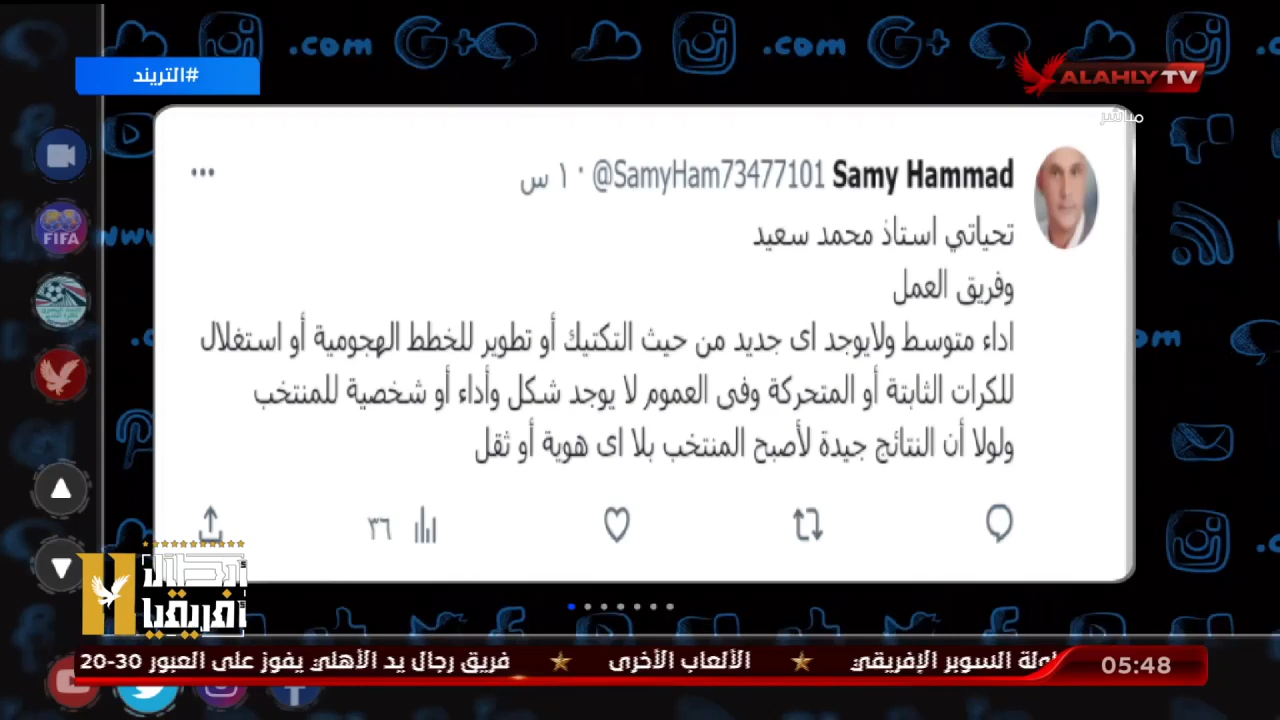 #التريند
ALAHLY TV
مباشر
Samy Hammad @SamyHam73477101 · ١٠ س
تحياتي استاذ محمد سعيد
وفريق العمل
اداء متوسط ولايوجد اى جديد من حيث التكتيك أو تطوير للخطط الهجومية أو استغلال
للكرات الثابتة أو المتحركة وفى العموم لا يوجد شكل وأداء أو شخصية للمنتخب
ولولا أن النتائج جيدة لأصبح المنتخب بلا اى هوية أو ثقل
٣٦
FIFA
أبطال
أفريقيا
السوبر الإفريقي ★ الألعاب الأخرى ★ فريق رجال يد الأهلي يفوز على العبور 30-20
05:48